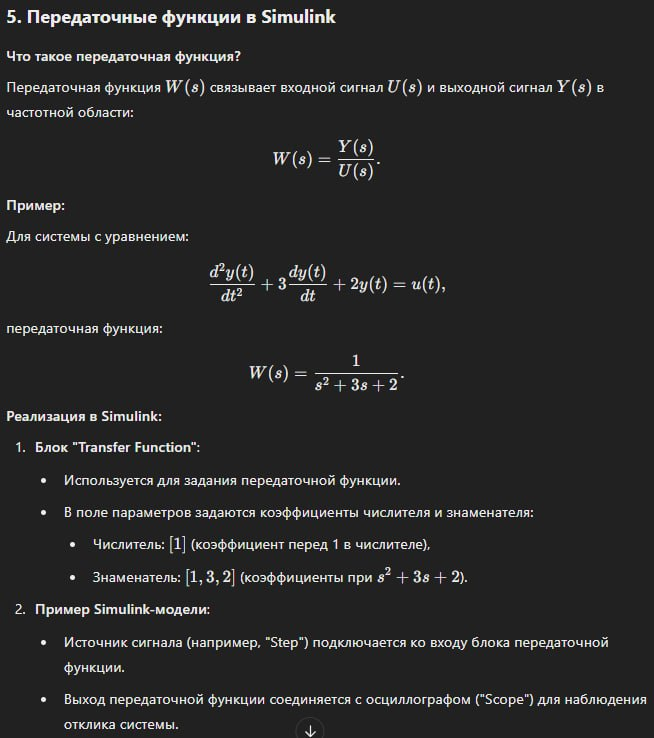 5. Передаточные функции в Simulink
Что такое передаточная функция?
Передаточная функция W(s) связывает входной сигнал U(s) и выходной сигнал Y(s) в
частотной области:
W(s) = Y(s)/U(s).
Пример:
Для системы с уравнением:
d²y(t)/dt² + 3 dy(t)/dt + 2y(t) = u(t),
передаточная функция:
W(s) = 1/(s² + 3s + 2).
Реализация в Simulink:
1. Блок "Transfer Function":
• Используется для задания передаточной функции.
• В поле параметров задаются коэффициенты числителя и знаменателя:
• Числитель: [1] (коэффициент перед 1 в числителе),
• Знаменатель: [1, 3, 2] (коэффициенты при s² + 3s + 2).
2. Пример Simulink-модели:
• Источник сигнала (например, "Step") подключается ко входу блока передаточной
функции.
• Выход передаточной функции соединяется с осциллографом ("Scope") для наблюдения
отклика системы.